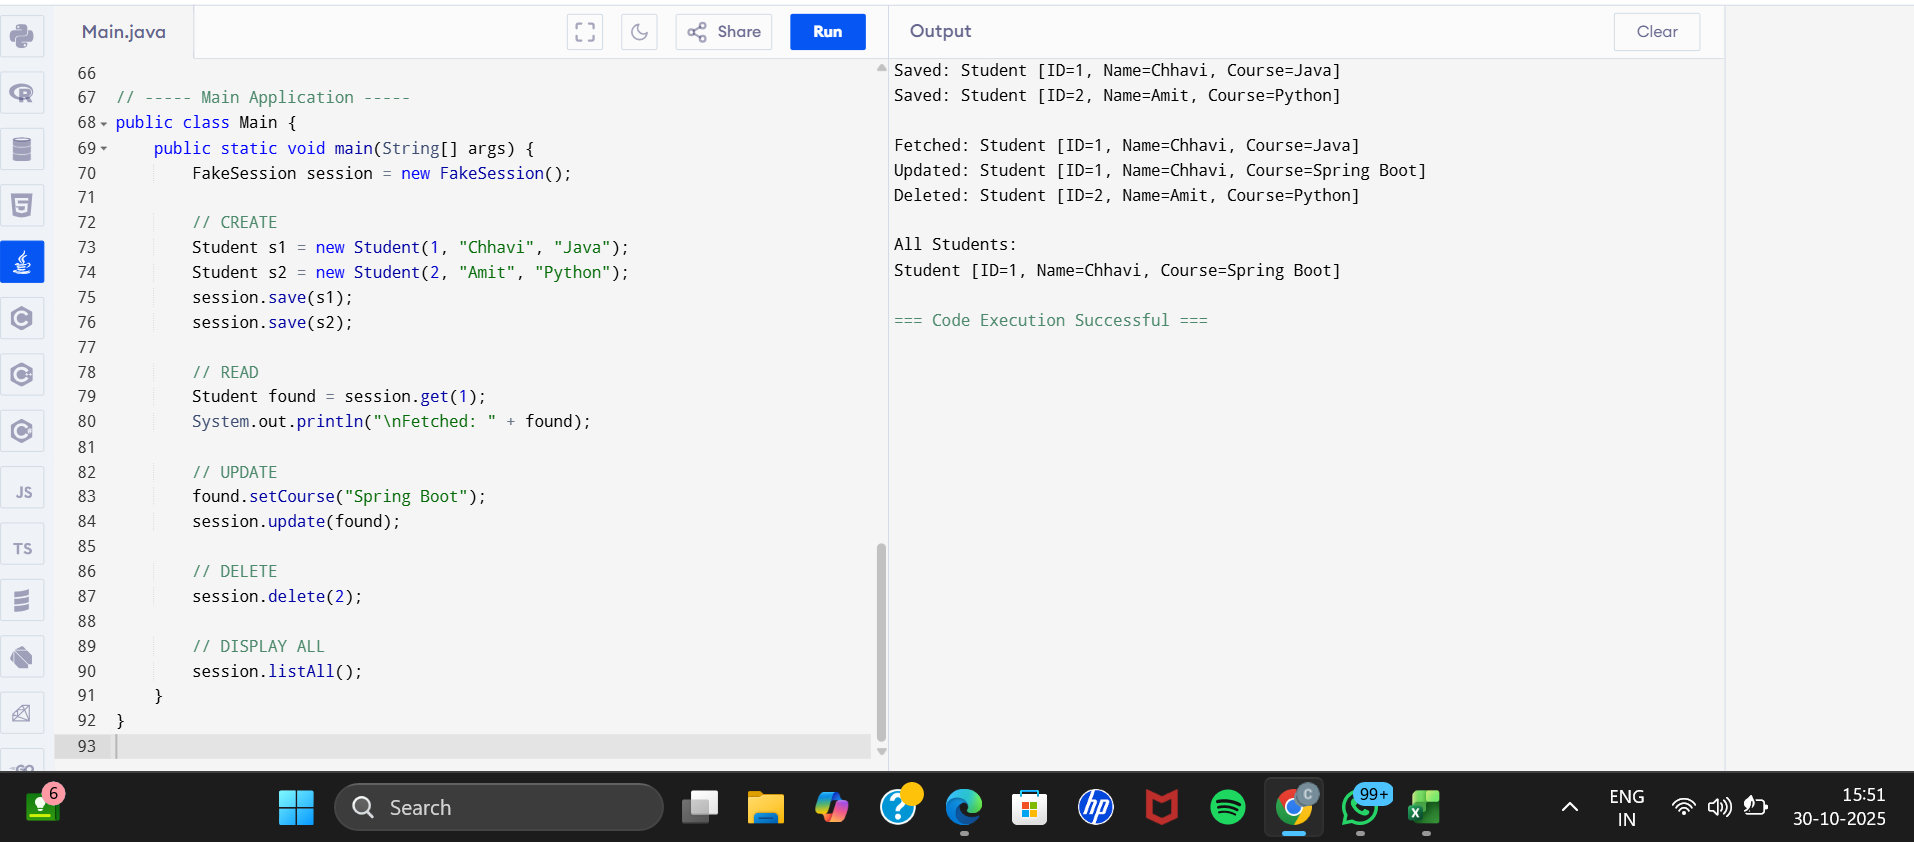 Main.java
Share
Run
Output
Clear
66
67 // ----- Main Application -----
68 public class Main {
69     public static void main(String[] args) {
70         FakeSession session = new FakeSession();
71
72         // CREATE
73         Student s1 = new Student(1, "Chhavi", "Java");
74         Student s2 = new Student(2, "Amit", "Python");
75         session.save(s1);
76         session.save(s2);
77
78         // READ
79         Student found = session.get(1);
80         System.out.println("\nFetched: " + found);
81
82         // UPDATE
83         found.setCourse("Spring Boot");
84         session.update(found);
85
86         // DELETE
87         session.delete(2);
88
89         // DISPLAY ALL
90         session.listAll();
91     }
92 }
93
Saved: Student [ID=1, Name=Chhavi, Course=Java]
Saved: Student [ID=2, Name=Amit, Course=Python]
Fetched: Student [ID=1, Name=Chhavi, Course=Java]
Updated: Student [ID=1, Name=Chhavi, Course=Spring Boot]
Deleted: Student [ID=2, Name=Amit, Course=Python]
All Students:
Student [ID=1, Name=Chhavi, Course=Spring Boot]
=== Code Execution Successful ===
JS
TS
6
Search
hp
C
99+
ENG
IN
15:51
30-10-2025